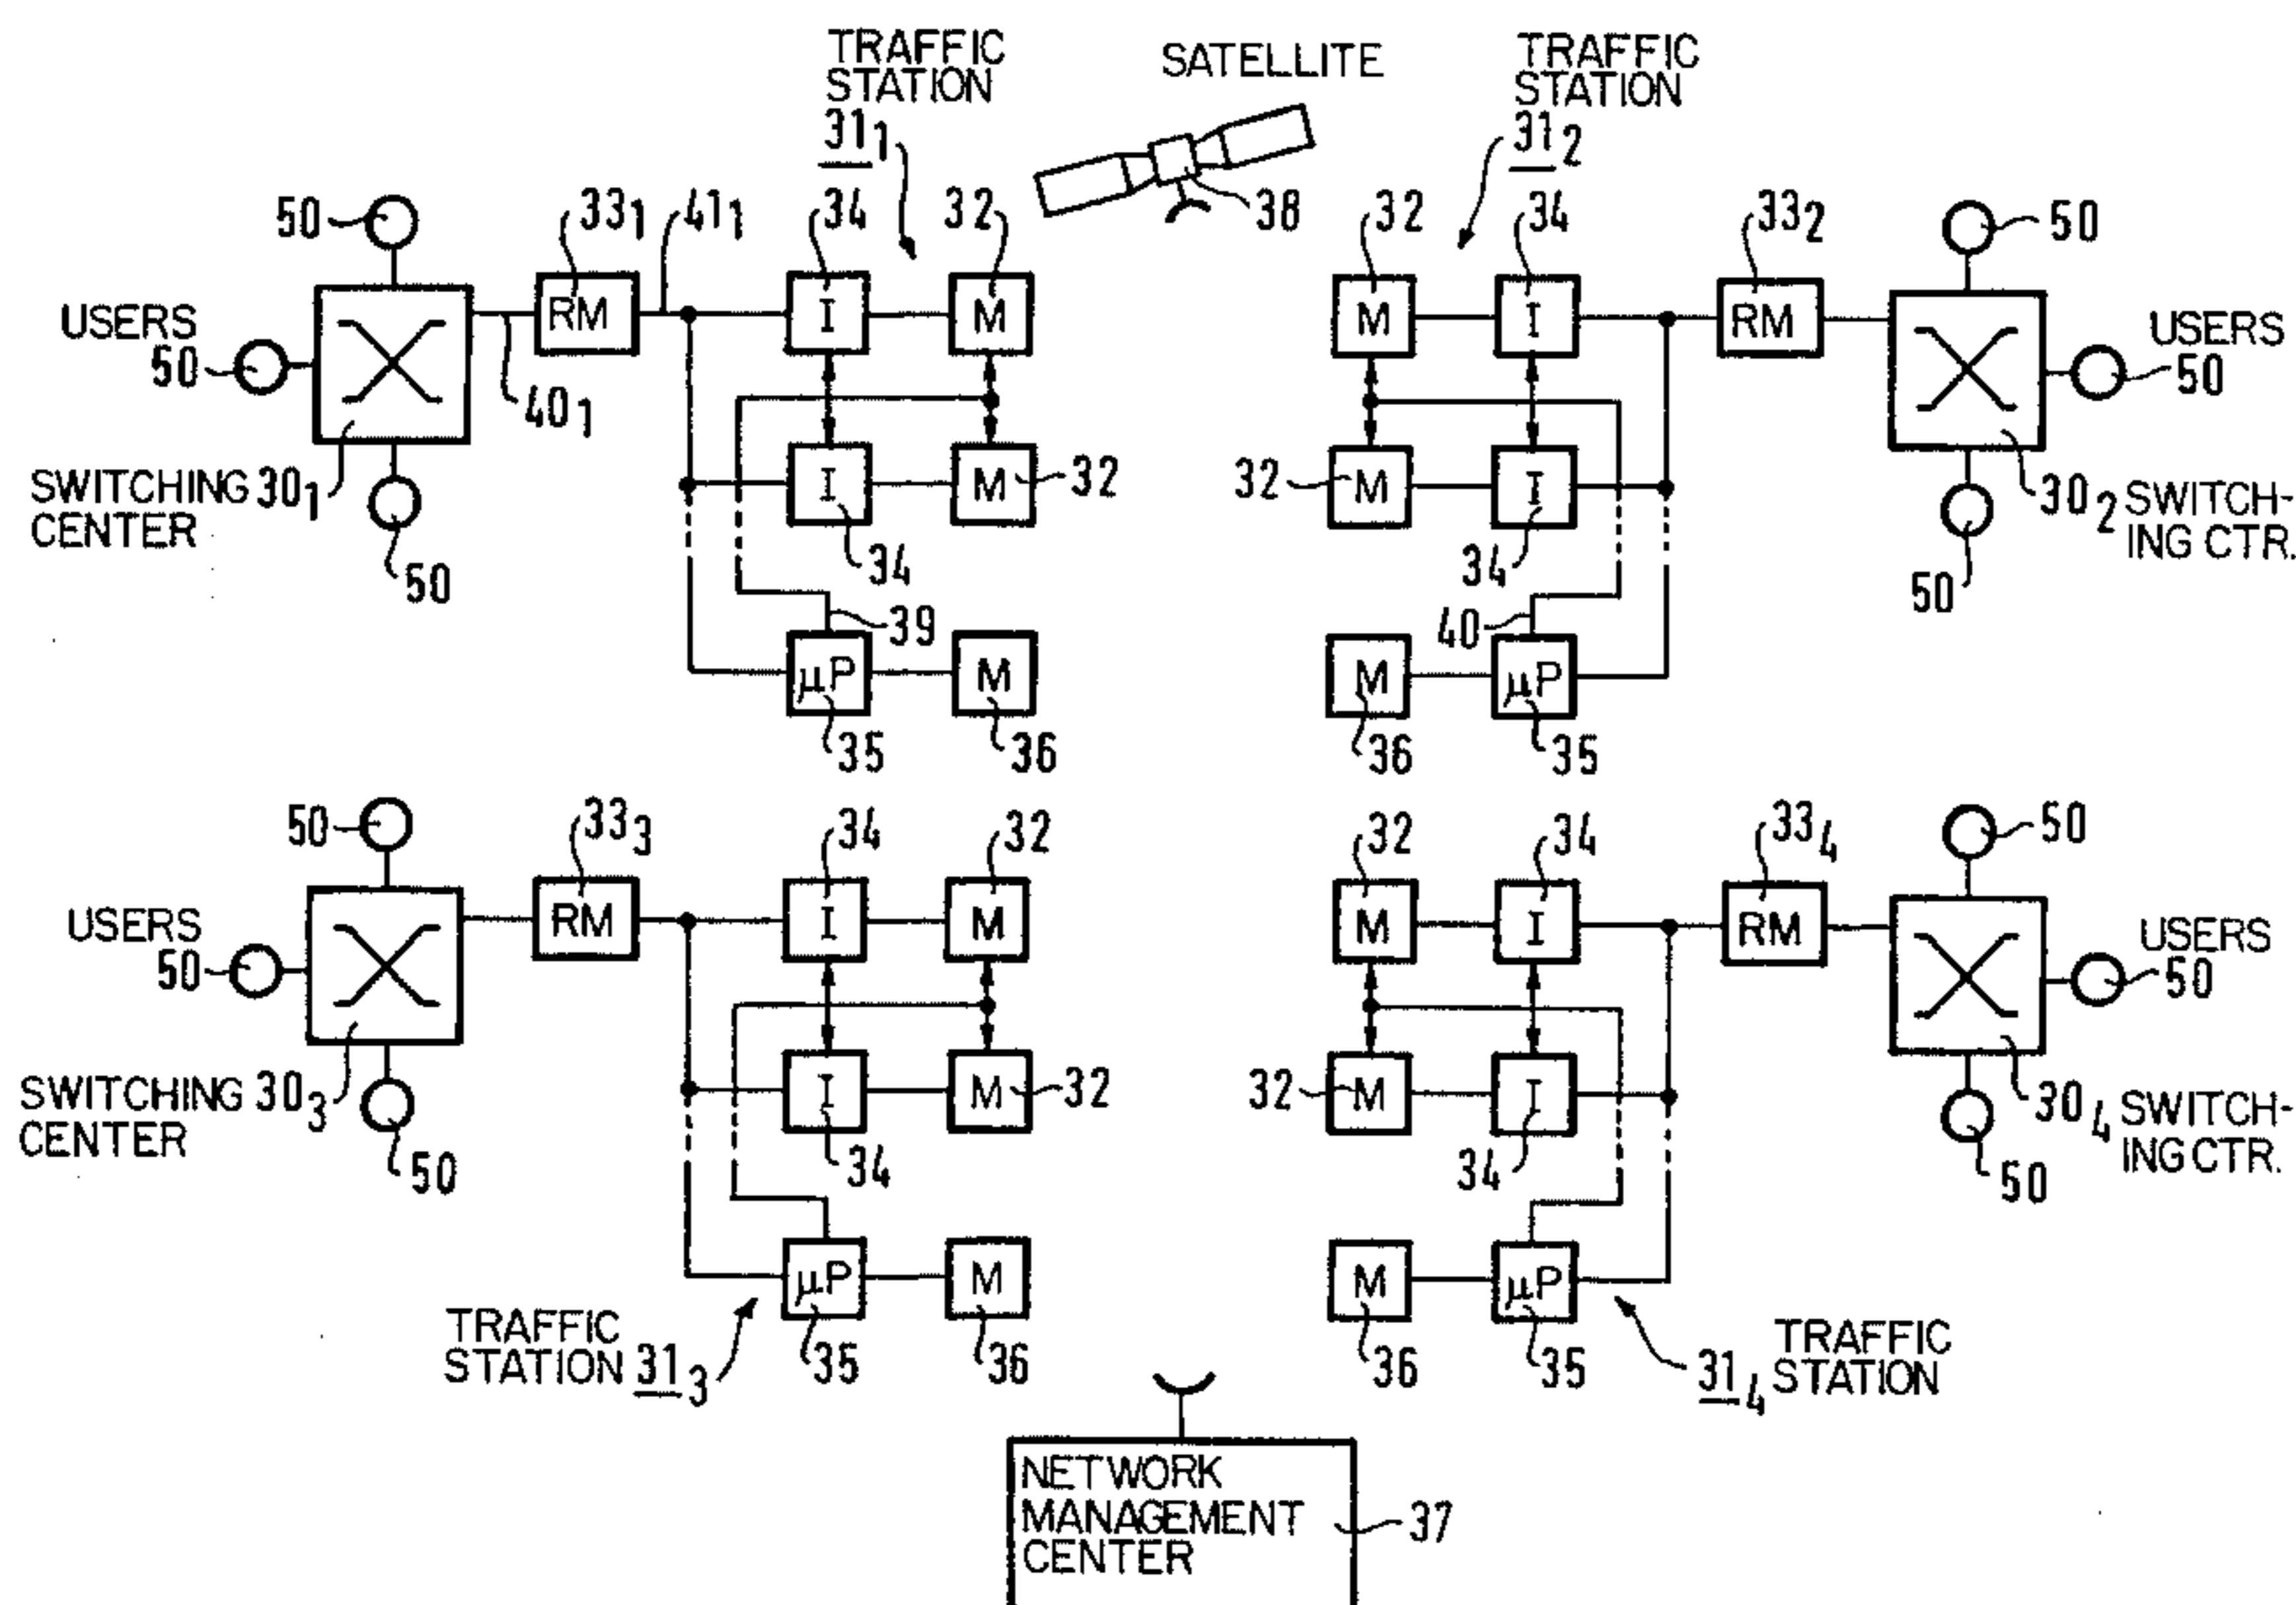 TRAFFIC
STATION
31₁
SATELLITE
TRAFFIC
STATION
31₂
50
33₁
41₁
34
32
38
32
34
33₂
50
USERS
50
RM
I
M
M
I
RM
USERS
50
40₁
SWITCHING 30₁
CENTER
50
I
M
32
34
32
M
I
34
30₂ SWITCH-
ING CTR.
50
39
μP
M
35
36
40
M
μP
36
35
50
33₃
34
32
32
34
33₄
50
USERS
50
RM
I
M
M
I
RM
USERS
50
SWITCHING 30₃
CENTER
50
I
M
32
34
32
M
I
34
30₄ SWITCH-
ING CTR.
50
μP
M
35
36
M
μP
36
35
TRAFFIC
STATION 31₃
TRAFFIC
31₄ STATION
NETWORK
MANAGEMENT
CENTER
37